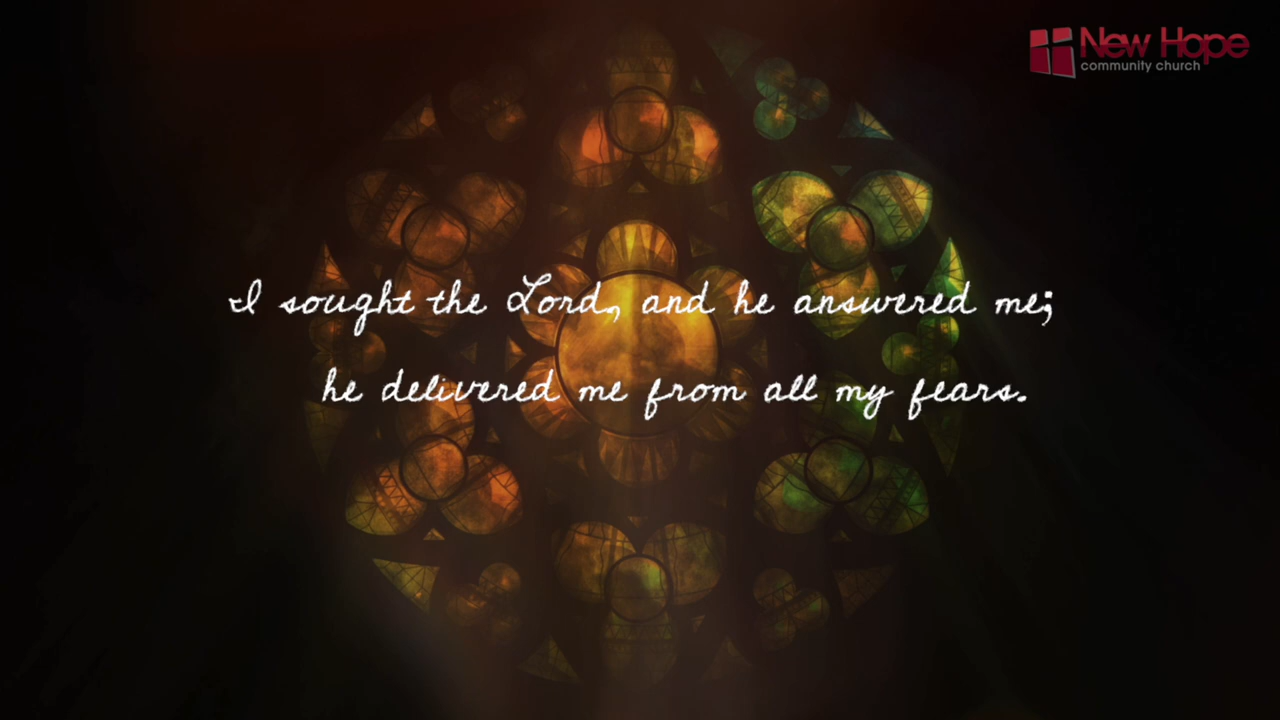 New Hope
community church
I sought the Lord, and he answered me;
he delivered me from all my fears.